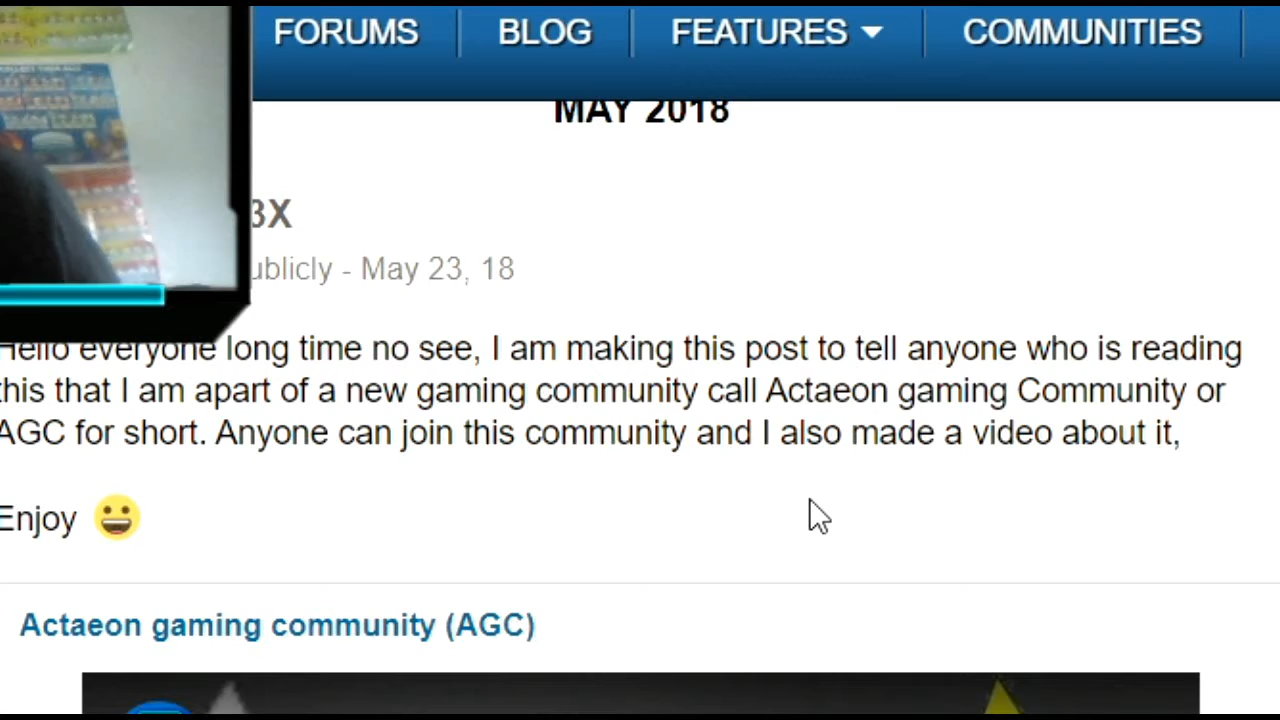 FORUMS BLOG FEATURES COMMUNITIES
MAY 2018
3X
ublicly - May 23, 18
Hello everyone long time no see, I am making this post to tell anyone who is reading
this that I am apart of a new gaming community call Actaeon gaming Community or
AGC for short. Anyone can join this community and I also made a video about it,
Enjoy
Actaeon gaming community (AGC)